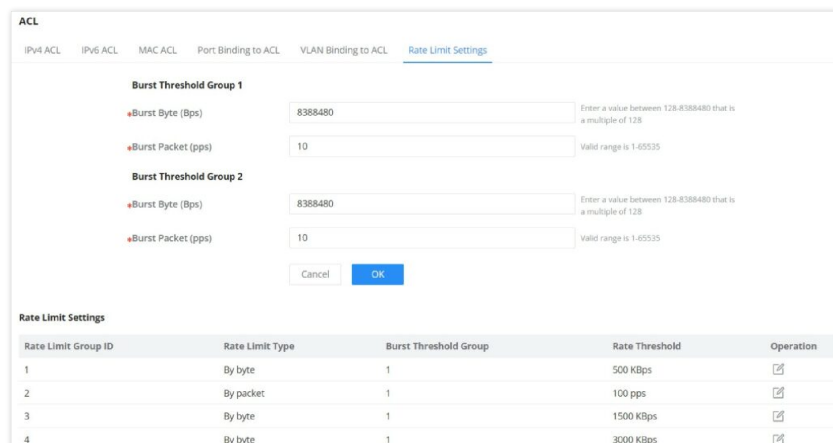 ACL
IPv4 ACL IPv6 ACL MAC ACL Port Binding to ACL VLAN Binding to ACL Rate Limit Settings
Burst Threshold Group 1
*Burst Byte (Bps) 8388480 Enter a value between 128-8388480 that is
a multiple of 128
*Burst Packet (pps) 10 Valid range is 1-65535
Burst Threshold Group 2
*Burst Byte (Bps) 8388480 Enter a value between 128-8388480 that is
a multiple of 128
*Burst Packet (pps) 10 Valid range is 1-65535
Cancel OK
Rate Limit Settings
Rate Limit Group ID Rate Limit Type Burst Threshold Group Rate Threshold Operation
1 By byte 1 500 KBps
2 By packet 1 100 pps
3 By byte 1 1500 KBps
4 By byte 1 3000 KBps